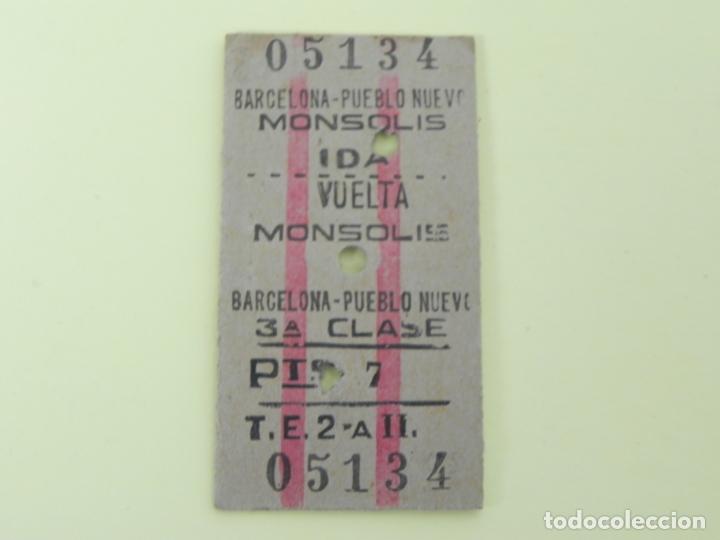 05134
BARCELONA-PUEBLO NUEVO
MONSOLIS
IDA
VUELTA
MONSOLIS
BARCELONA-PUEBLO NUEVO
3ª CLASE
PTS 7
T.E.2-A II.
05134
todocoleccion